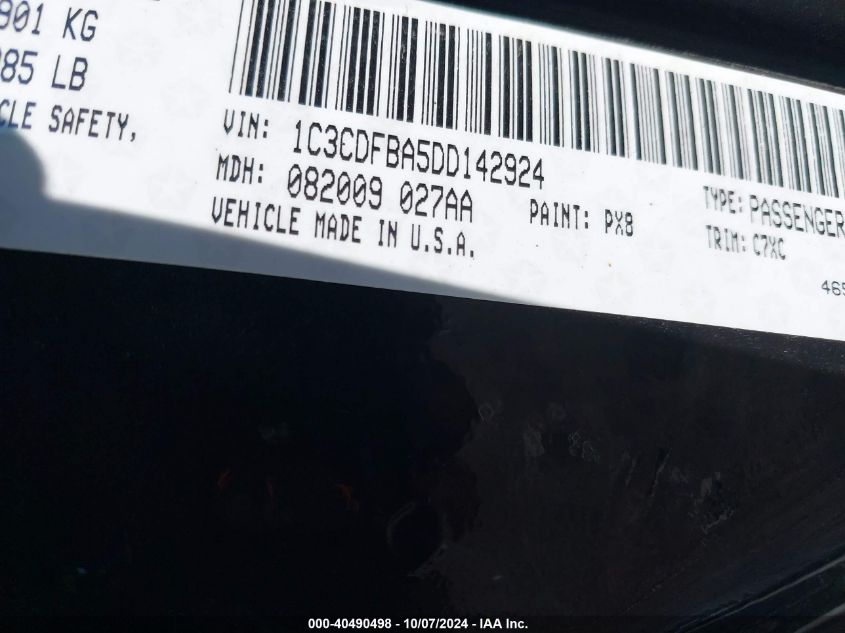 901 KG
85 LB
CLE SAFETY,
VIN: 1C3CDFBA5DD142924
MDH: 082009 027AA
VEHICLE MADE IN U.S.A.
PAINT: PX8
TYPE: PASSENGER
TRIM: C7XC
465
000-40490498 - 10/07/2024 - IAA Inc.